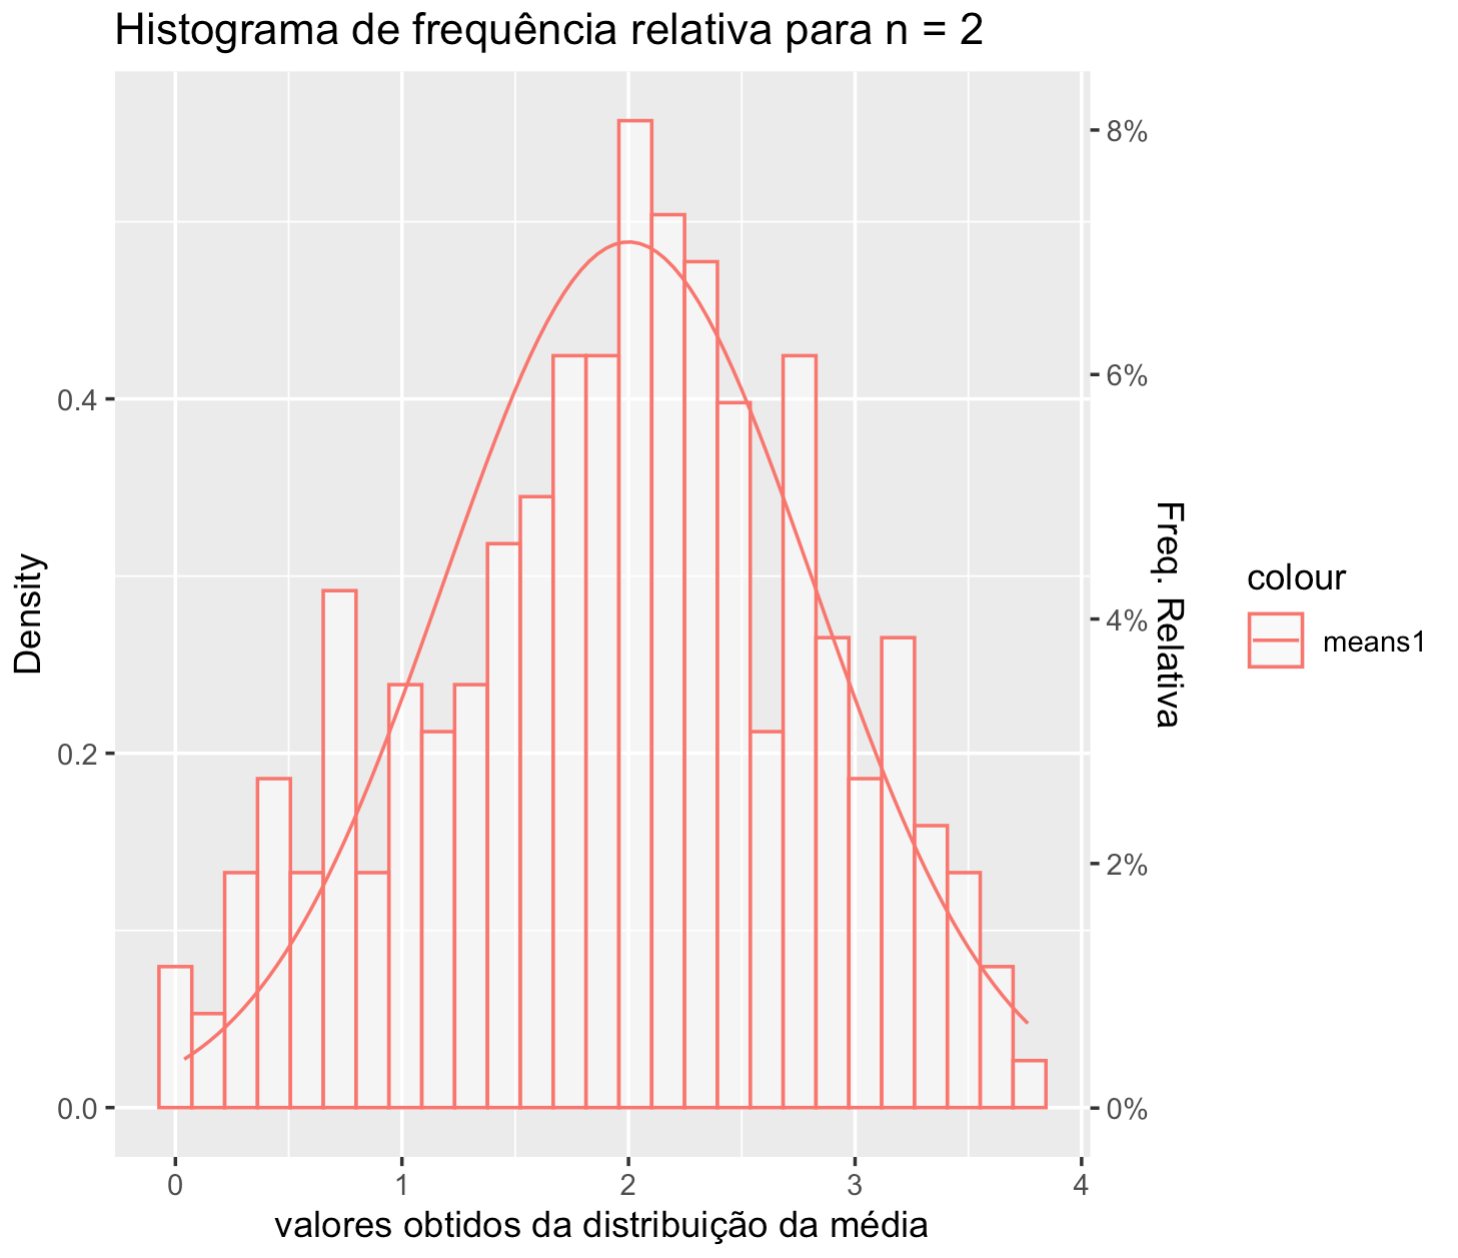 Histograma de frequência relativa para n = 2
Density
0.4
0.2
0.0
8%
6%
4%
2%
0%
Freq. Relativa
colour
means1
0 1 2 3 4
valores obtidos da distribuição da média